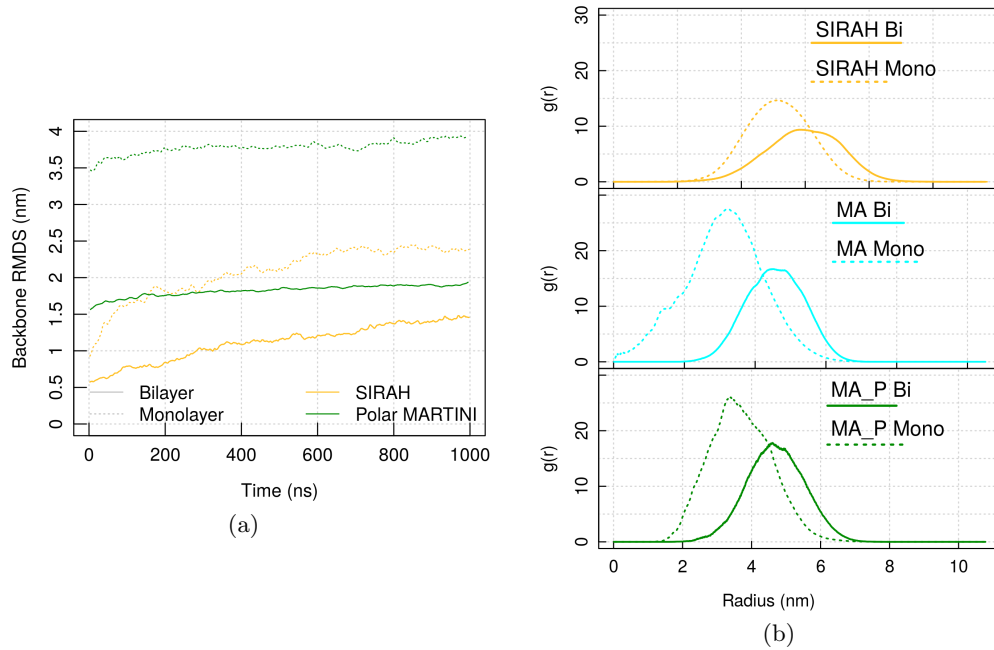 Backbone RMDS (nm)
4
3.5
3
2.5
2
1.5
1
0.5
0
Bilayer
Monolayer
SIRAH
Polar MARTINI
0 200 400 600 800 1000
Time (ns)
(a)
g(r)
30
20
10
0
SIRAH Bi
SIRAH Mono
g(r)
20
10
0
MA Bi
MA Mono
g(r)
20
10
0
MA_P Bi
MA_P Mono
0 2 4 6 8 10
Radius (nm)
(b)